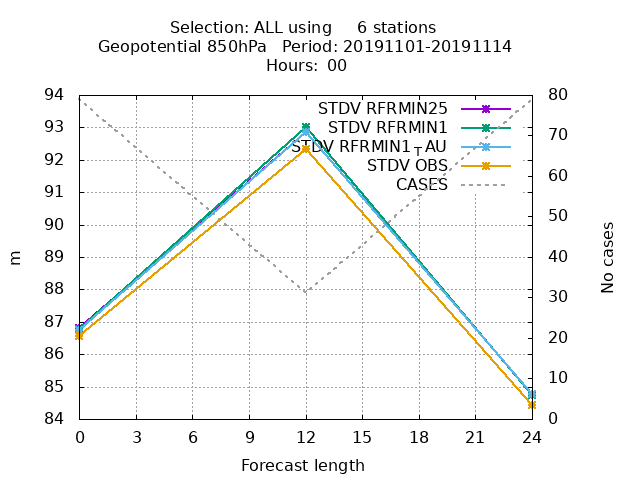 Selection: ALL using     6 stations
Geopotential 850hPa   Period: 20191101-20191114
Hours: 00
94
93
92
91
90
89
88
87
86
85
84
m
STDV RFRMIN25
STDV RFRMIN1
STDV RFRMIN1TAU
STDV OBS
CASES
80
70
60
50
40
30
20
10
0
No cases
0 3 6 9 12 15 18 21 24
Forecast length